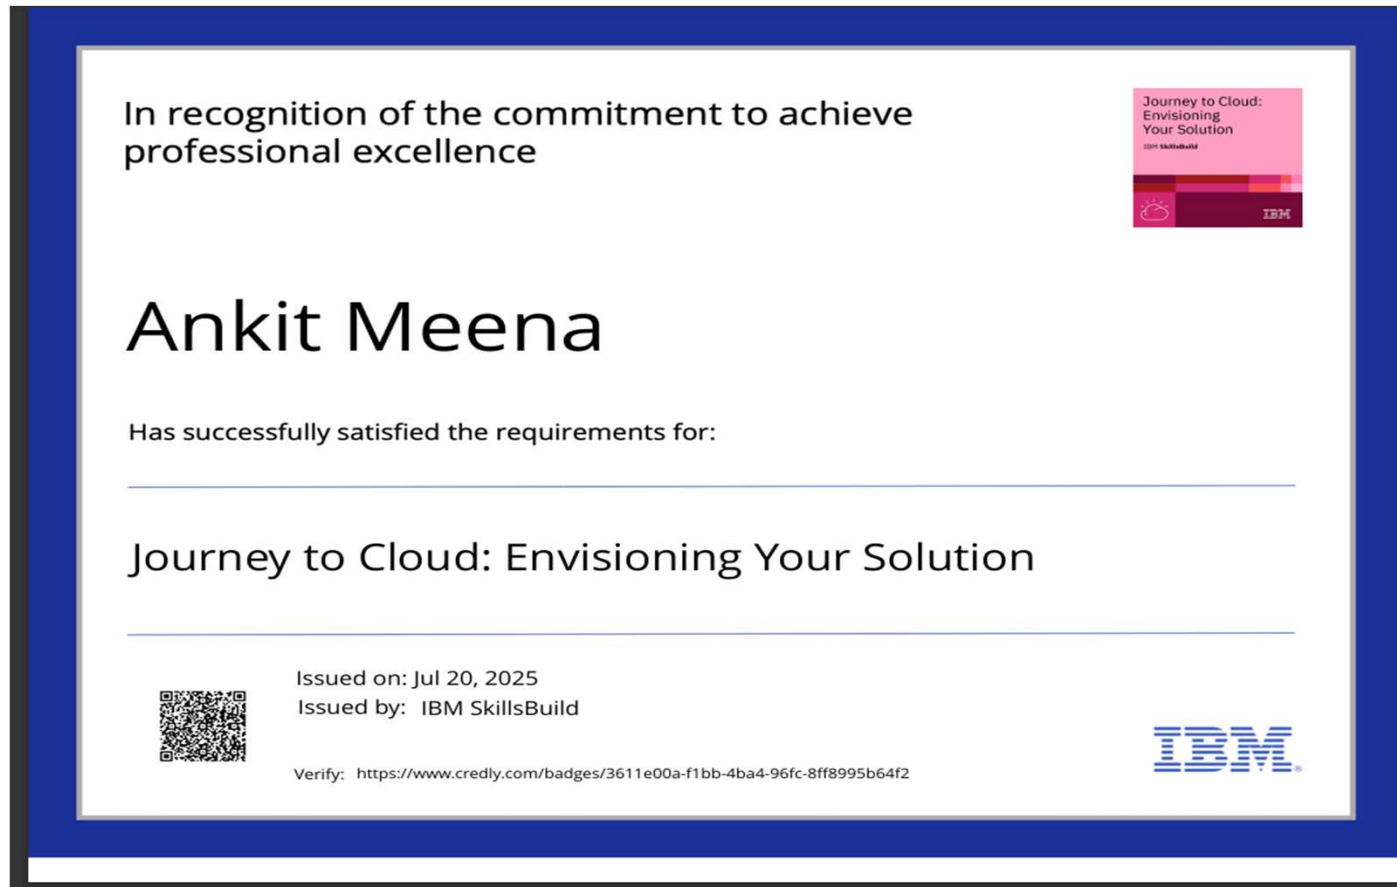 In recognition of the commitment to achieve
professional excellence
Journey to Cloud:
Envisioning
Your Solution
IBM SkillsBuild
IBM
Ankit Meena
Has successfully satisfied the requirements for:
Journey to Cloud: Envisioning Your Solution
Issued on: Jul 20, 2025
Issued by: IBM SkillsBuild
Verify: https://www.credly.com/badges/3611e00a-f1bb-4ba4-96fc-8ff8995b64f2
IBM®